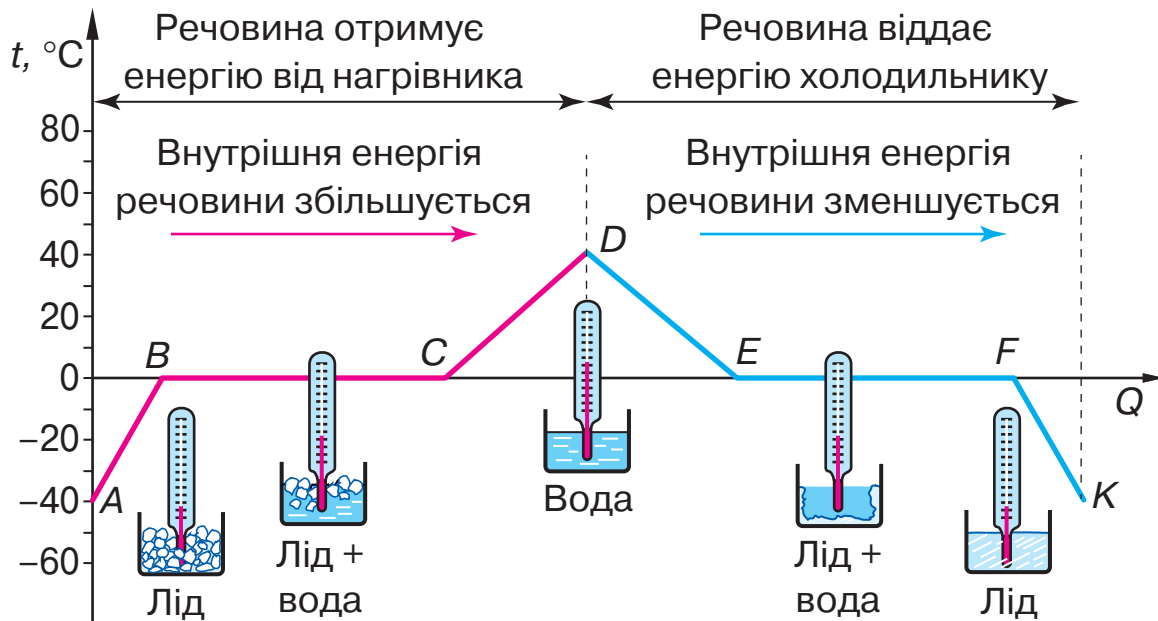 t, °C
Речовина отримує
енергію від нагрівника
Речовина віддає
енергію холодильнику
Внутрішня енергія
речовини збільшується
Внутрішня енергія
речовини зменшується
80
60
40
20
0
–20
–40
–60
A
B
C
D
E
F
K
Q
Лід
Лід +
вода
Вода
Лід +
вода
Лід